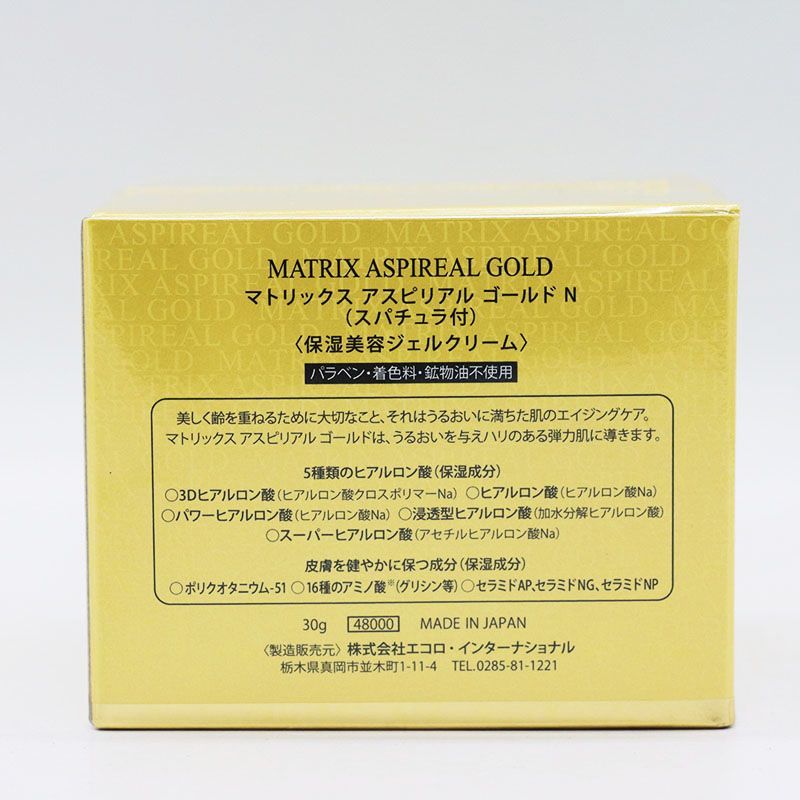 ASPIREAL GOLD MATRIX ASPIREAL GOLD MATRIX
MATRIX ASPIREAL GOLD
マトリックス アスピリアル ゴールド N
（スパチュラ付）
〈保湿美容ジェルクリーム〉
パラベン・着色料・鉱物油不使用
美しく齢を重ねるために大切なこと、それはうるおいに満ちた肌のエイジングケア。
マトリックス アスピリアル ゴールドは、うるおいを与えハリのある弾力肌に導きます。
5種類のヒアルロン酸（保湿成分）
○3Dヒアルロン酸（ヒアルロン酸クロスポリマーNa） ○ヒアルロン酸（ヒアルロン酸Na）
○パワーヒアルロン酸（ヒアルロン酸Na） ○浸透型ヒアルロン酸（加水分解ヒアルロン酸）
○スーパーヒアルロン酸（アセチルヒアルロン酸Na）
皮膚を健やかに保つ成分（保湿成分）
○ポリクオタニウム-51 ○16種のアミノ酸※（グリシン等） ○セラミドAP、セラミドNG、セラミドNP
30g 48000 MADE IN JAPAN
〈製造販売元〉 株式会社エコロ・インターナショナル
栃木県真岡市並木町1-11-4 TEL.0285-81-1221